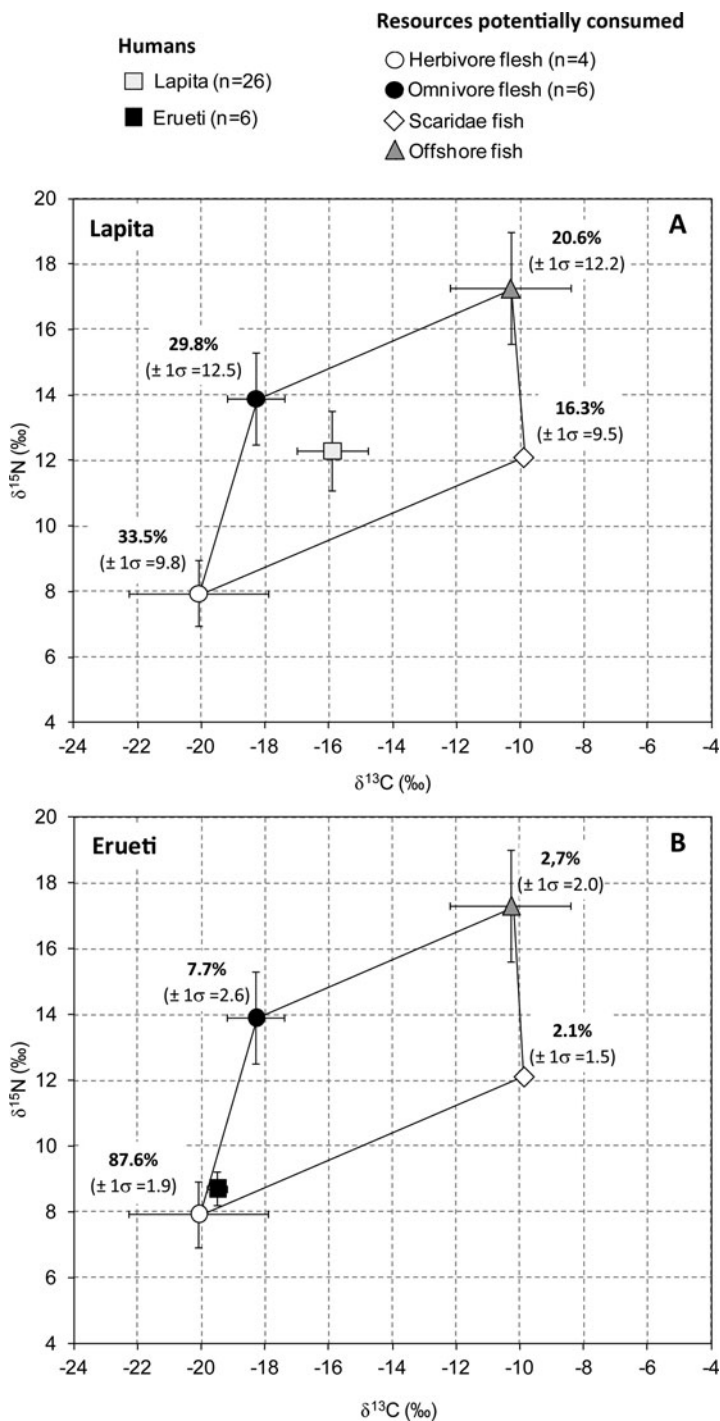 Humans
Lapita (n=26)
Erueti (n=6)
Resources potentially consumed
Herbivore flesh (n=4)
Omnivore flesh (n=6)
Scaridae fish
Offshore fish
Lapita
A
20.6%
(± 1σ =12.2)
29.8%
(± 1σ =12.5)
16.3%
(± 1σ =9.5)
33.5%
(± 1σ =9.8)
20
18
16
14
12
10
8
6
4
δ15N (‰)
-24 -22 -20 -18 -16 -14 -12 -10 -8 -6 -4
δ13C (‰)
Erueti
B
2,7%
(± 1σ =2.0)
7.7%
(± 1σ =2.6)
2.1%
(± 1σ =1.5)
87.6%
(± 1σ =1.9)
20
18
16
14
12
10
8
6
4
δ15N (‰)
-24 -22 -20 -18 -16 -14 -12 -10 -8 -6 -4
δ13C (‰)